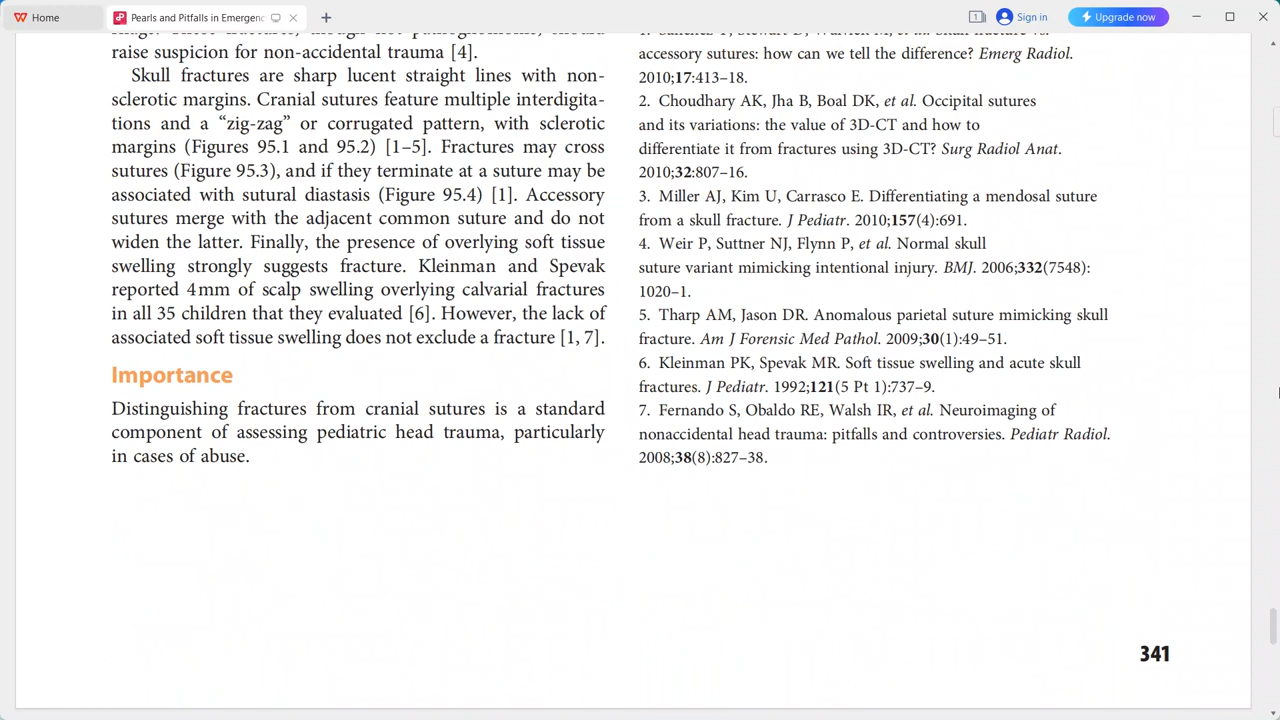 Home
Pearls and Pitfalls in Emergenc
Sign in
Upgrade now
raise suspicion for non-accidental trauma [4].
Skull fractures are sharp lucent straight lines with non-
sclerotic margins. Cranial sutures feature multiple interdigita-
tions and a “zig-zag” or corrugated pattern, with sclerotic
margins (Figures 95.1 and 95.2) [1–5]. Fractures may cross
sutures (Figure 95.3), and if they terminate at a suture may be
associated with sutural diastasis (Figure 95.4) [1]. Accessory
sutures merge with the adjacent common suture and do not
widen the latter. Finally, the presence of overlying soft tissue
swelling strongly suggests fracture. Kleinman and Spevak
reported 4 mm of scalp swelling overlying calvarial fractures
in all 35 children that they evaluated [6]. However, the lack of
associated soft tissue swelling does not exclude a fracture [1, 7].
Importance
Distinguishing fractures from cranial sutures is a standard
component of assessing pediatric head trauma, particularly
in cases of abuse.
accessory sutures: how can we tell the difference? Emerg Radiol.
2010;17:413–18.
2. Choudhary AK, Jha B, Boal DK, et al. Occipital sutures
and its variations: the value of 3D-CT and how to
differentiate it from fractures using 3D-CT? Surg Radiol Anat.
2010;32:807–16.
3. Miller AJ, Kim U, Carrasco E. Differentiating a mendosal suture
from a skull fracture. J Pediatr. 2010;157(4):691.
4. Weir P, Suttner NJ, Flynn P, et al. Normal skull
suture variant mimicking intentional injury. BMJ. 2006;332(7548):
1020–1.
5. Tharp AM, Jason DR. Anomalous parietal suture mimicking skull
fracture. Am J Forensic Med Pathol. 2009;30(1):49–51.
6. Kleinman PK, Spevak MR. Soft tissue swelling and acute skull
fractures. J Pediatr. 1992;121(5 Pt 1):737–9.
7. Fernando S, Obaldo RE, Walsh IR, et al. Neuroimaging of
nonaccidental head trauma: pitfalls and controversies. Pediatr Radiol.
2008;38(8):827–38.
341